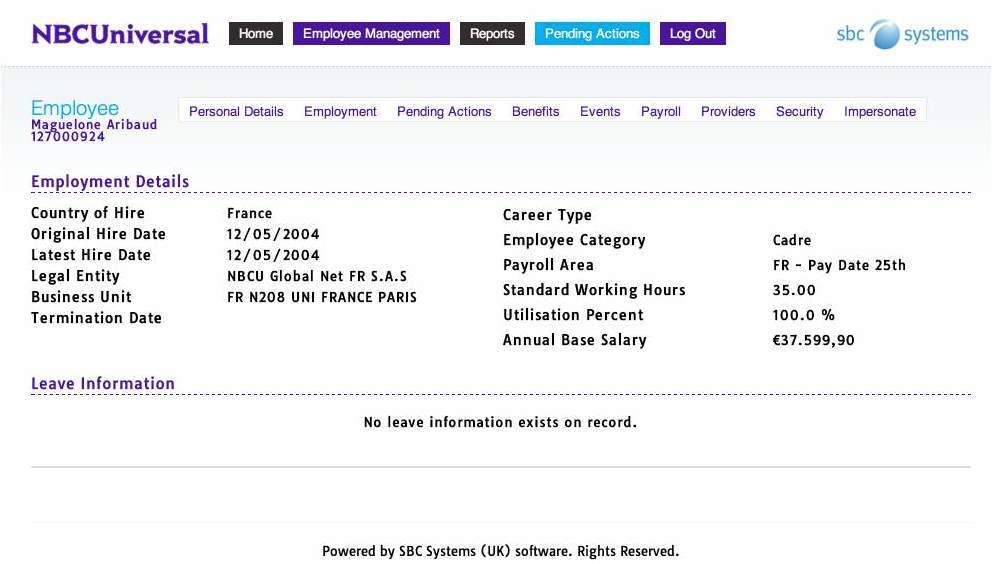 NBCUniversal Home Employee Management Reports Pending Actions Log Out sbc systems
Employee Personal Details Employment Pending Actions Benefits Events Payroll Providers Security Impersonate
Maguelone Aribaud
127000924
Employment Details
Country of Hire France
Original Hire Date 12/05/2004
Latest Hire Date 12/05/2004
Legal Entity NBCU Global Net FR S.A.S
Business Unit FR N208 UNI FRANCE PARIS
Termination Date
Career Type
Employee Category Cadre
Payroll Area FR - Pay Date 25th
Standard Working Hours 35.00
Utilisation Percent 100.0 %
Annual Base Salary €37.599,90
Leave Information
No leave information exists on record.
Powered by SBC Systems (UK) software. Rights Reserved.